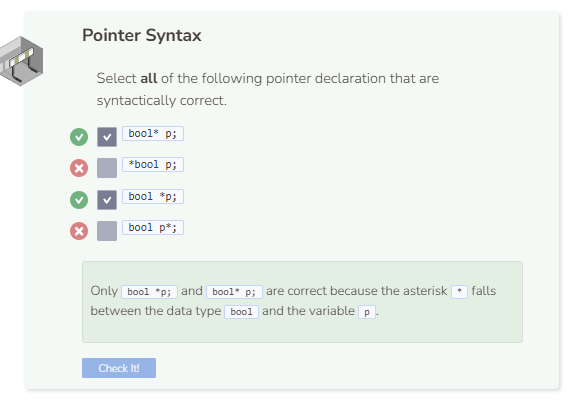 Pointer Syntax
Select all of the following pointer declaration that are
syntactically correct.
bool* p;
*bool p;
bool *p;
bool p*;
Only bool *p; and bool* p; are correct because the asterisk * falls
between the data type bool and the variable p.
Check It!